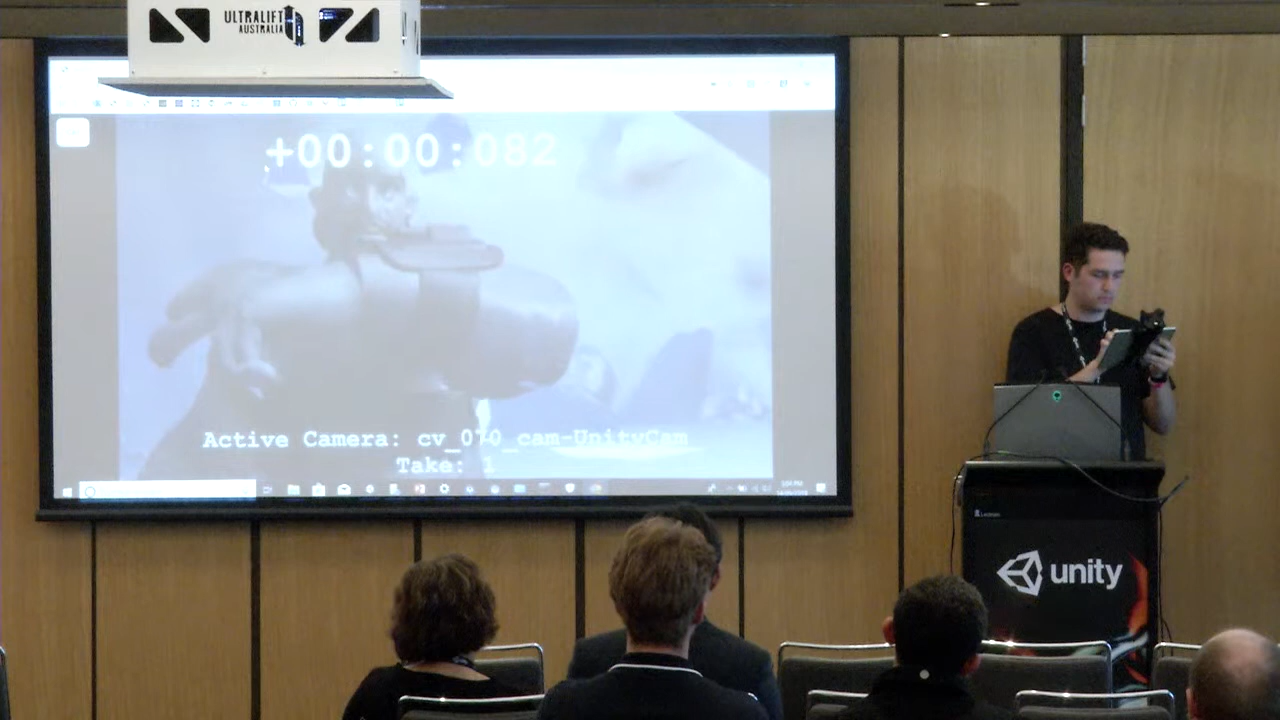 ULTRALIFT
AUSTRALIA
+00:00:082
Active Camera: cv_070_cam-UnityCam
Take: 1
unity